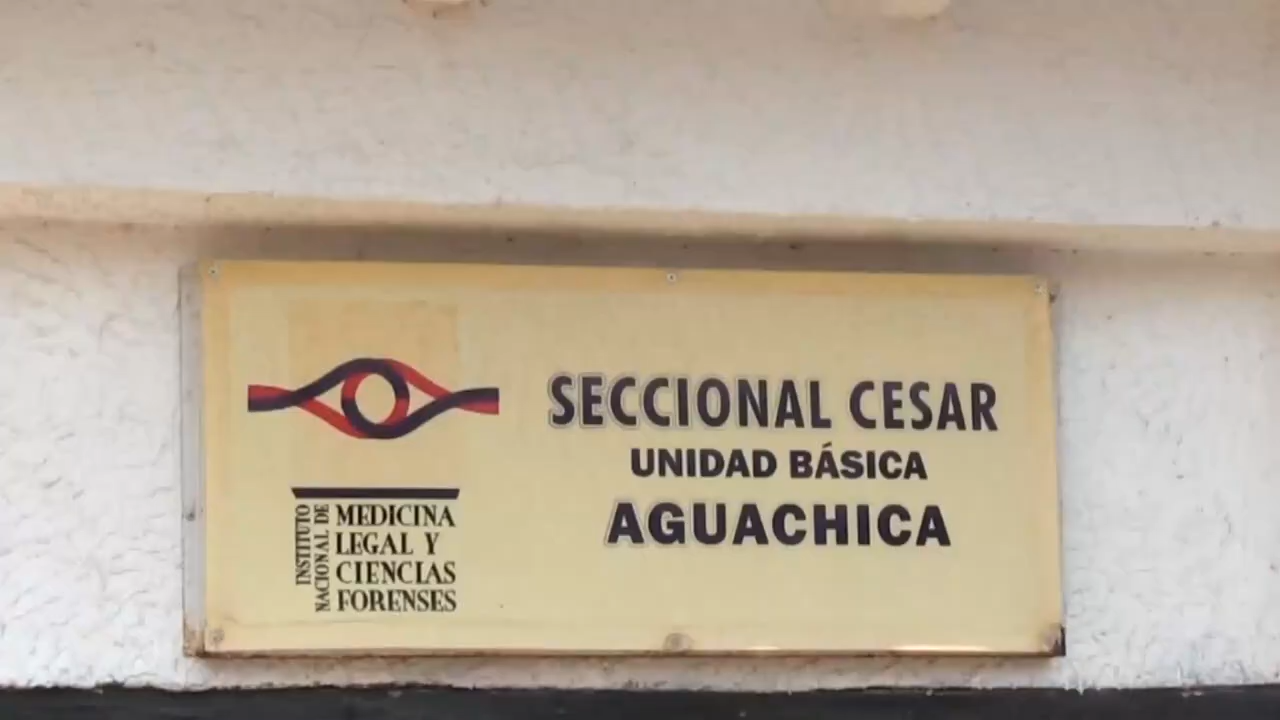 SECCIONAL CESAR
UNIDAD BÁSICA
AGUACHICA
INSTITUTO
NACIONAL DE
MEDICINA
LEGAL Y
CIENCIAS
FORENSES